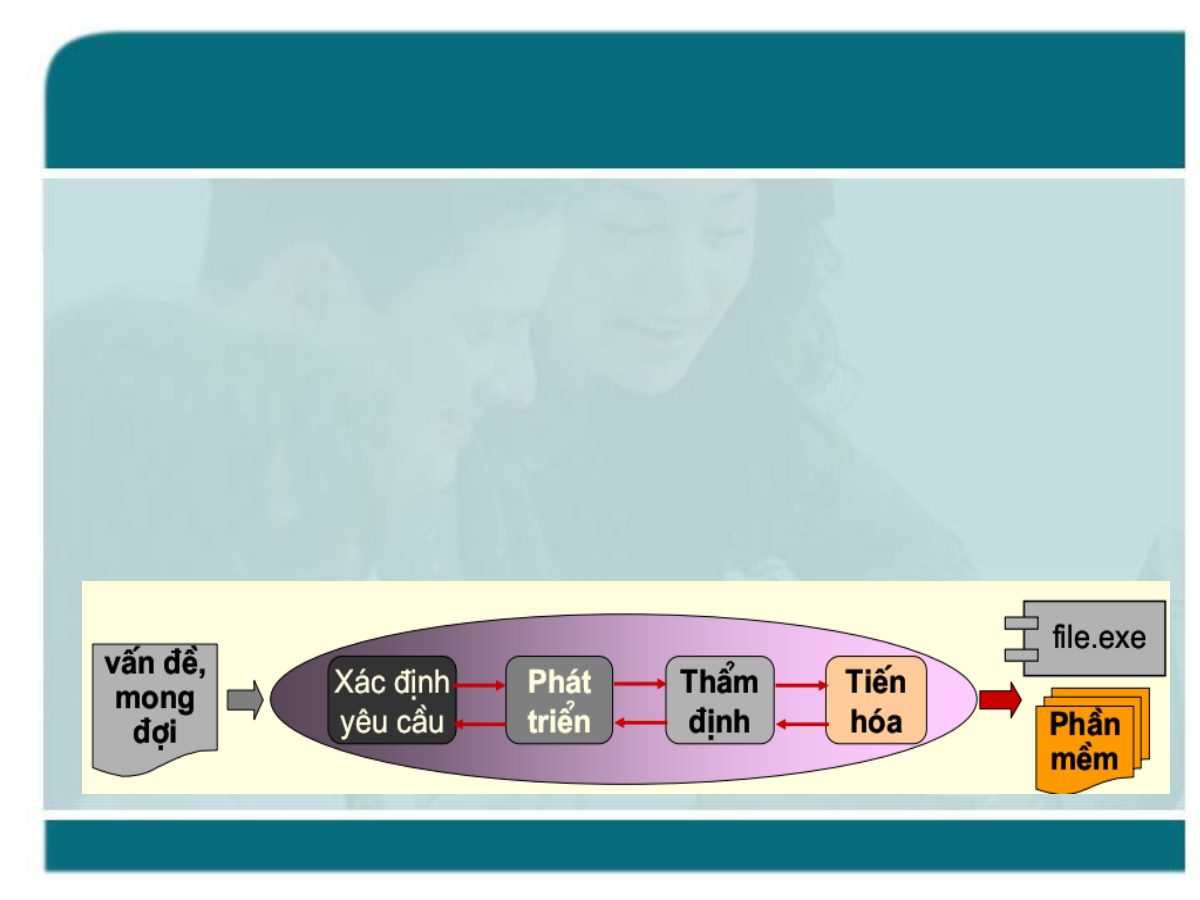 vấn đề,
mong
đợi
Xác định
yêu cầu
Phát
triển
Thẩm
định
Tiến
hóa
file.exe
Phần
mềm